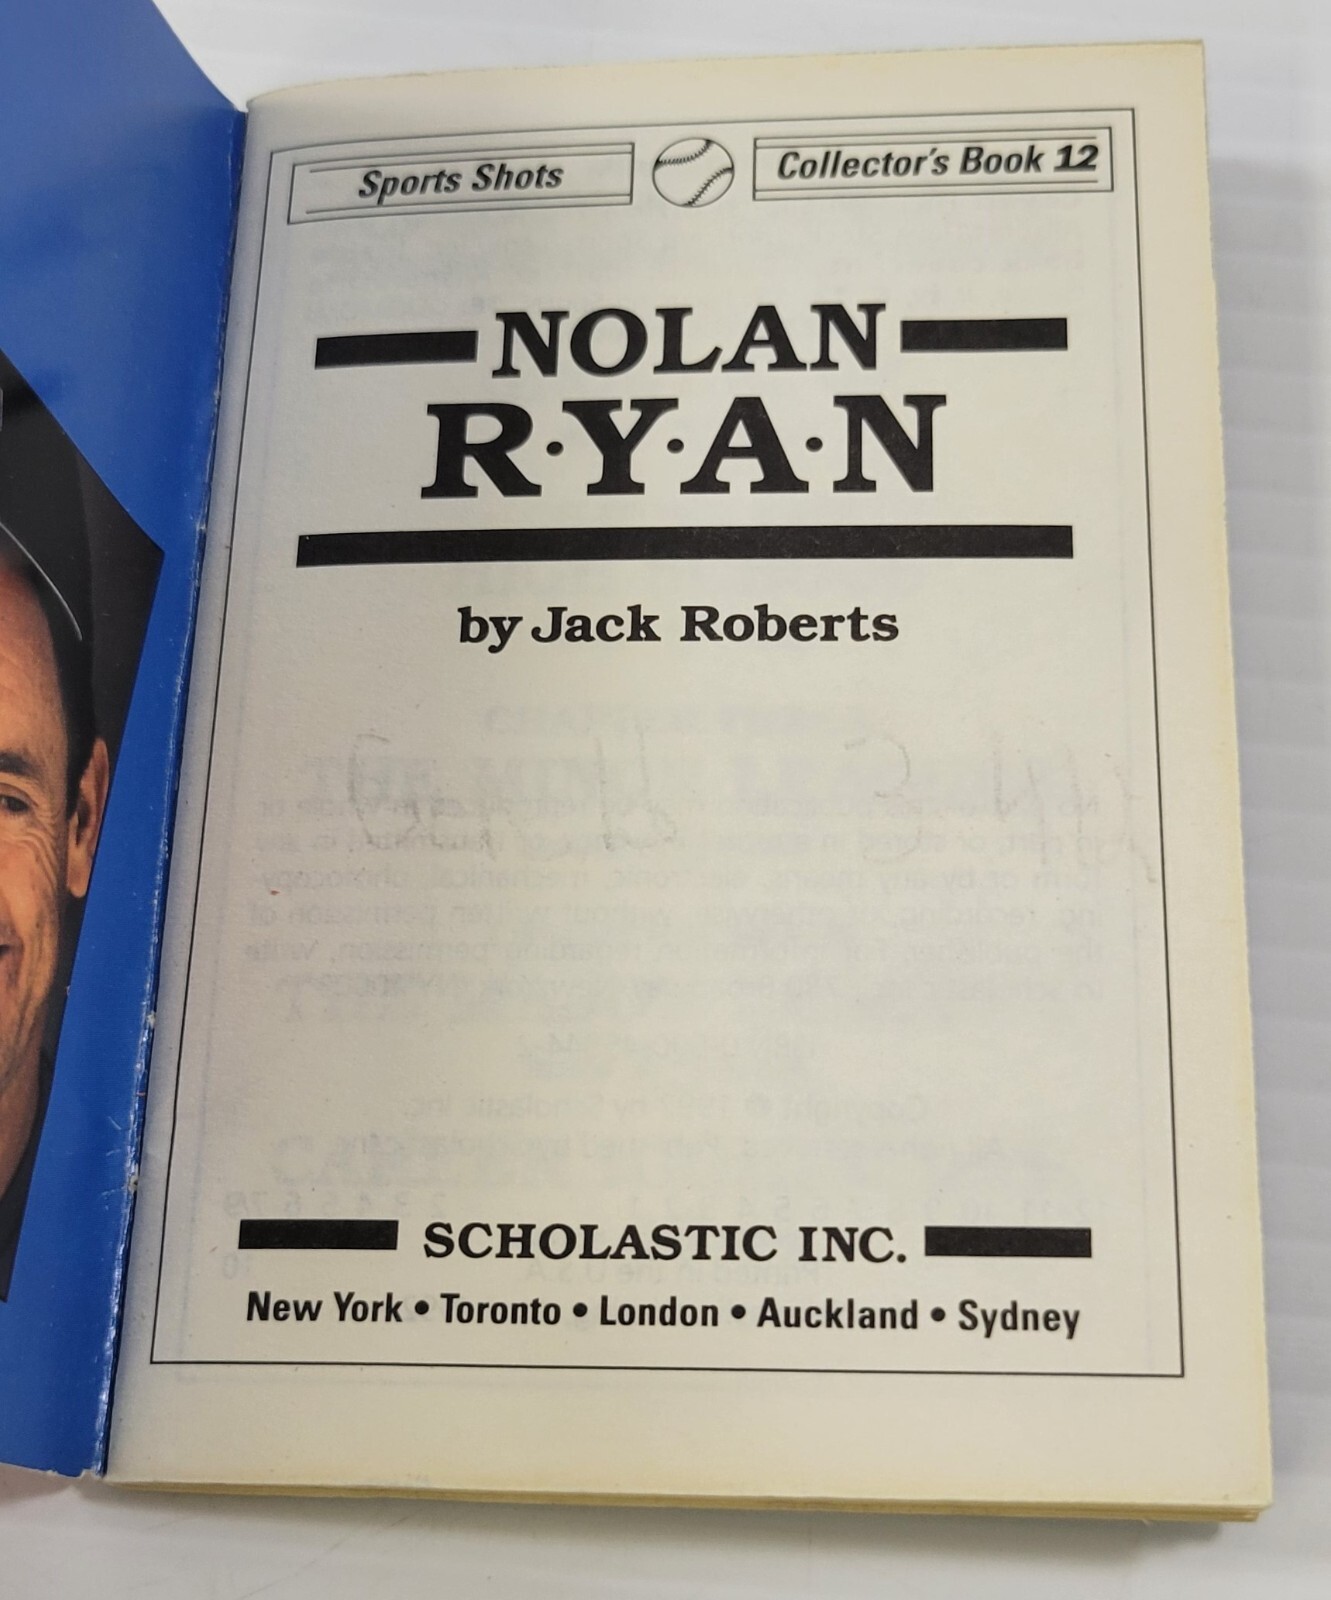 Sports Shots
Collector's Book 12
NOLAN
R·Y·A·N
by Jack Roberts
SCHOLASTIC INC.
New York • Toronto • London • Auckland • Sydney